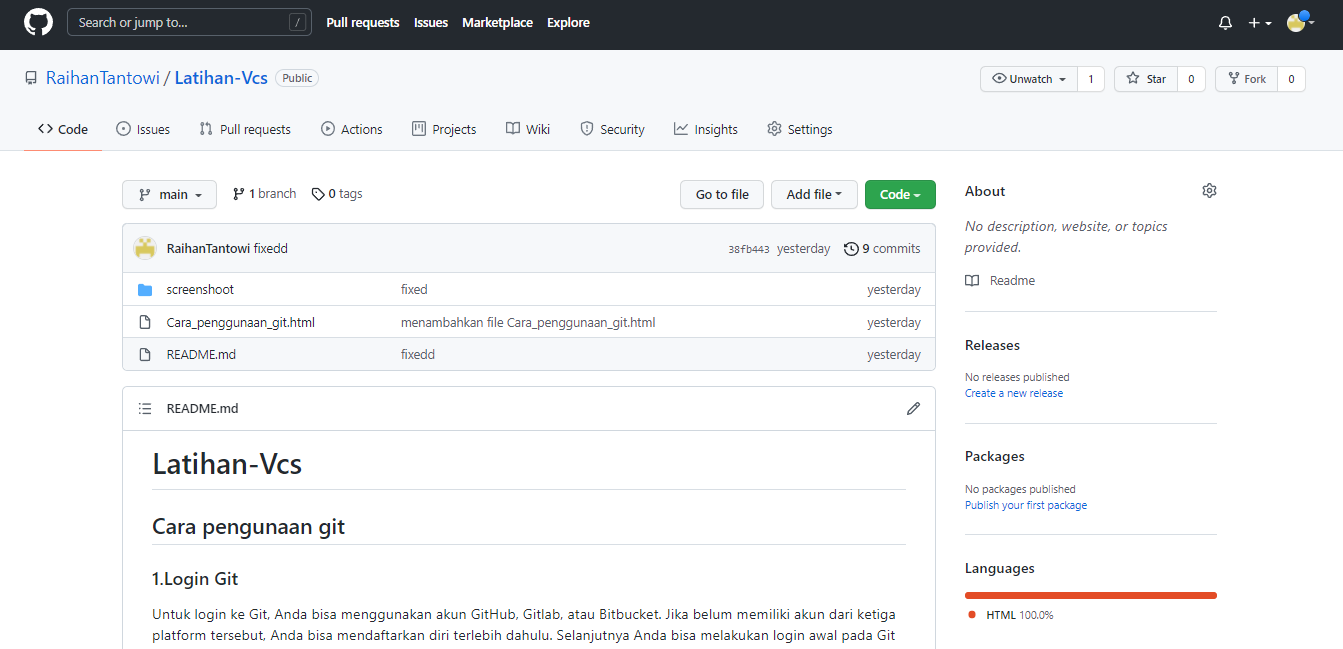 Search or jump to... /
Pull requests Issues Marketplace Explore
RaihanTantowi / Latihan-Vcs Public
Unwatch 1 Star 0 Fork 0
Code Issues Pull requests Actions Projects Wiki Security Insights Settings
main 1 branch 0 tags
Go to file Add file Code
RaihanTantowi fixedd 38fb443 yesterday 9 commits
screenshoot fixed yesterday
Cara_penggunaan_git.html menambahkan file Cara_penggunaan_git.html yesterday
README.md fixedd yesterday
README.md
Latihan-Vcs
Cara pengunaan git
1.Login Git
Untuk login ke Git, Anda bisa menggunakan akun GitHub, Gitlab, atau Bitbucket. Jika belum memiliki akun dari ketiga
platform tersebut, Anda bisa mendaftarkan diri terlebih dahulu. Selanjutnya Anda bisa melakukan login awal pada Git
About
No description, website, or topics
provided.
Readme
Releases
No releases published
Create a new release
Packages
No packages published
Publish your first package
Languages
HTML 100.0%